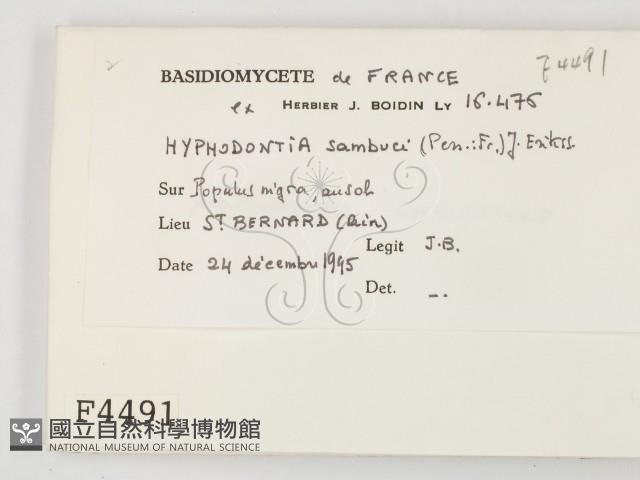 F4491
BASIDIOMYCETE de FRANCE
ex HERBIER J. BOIDIN LY 16.476
HYPHODONTIA sambuci (Pers.:Fr.) J. Erikss.
Sur Populus nigra, au sol
Lieu ST BERNARD (Ain)
Legit J.B.
Date 24 décembre 1995
Det. —.
F4491
國立自然科學博物館
NATIONAL MUSEUM OF NATURAL SCIENCE